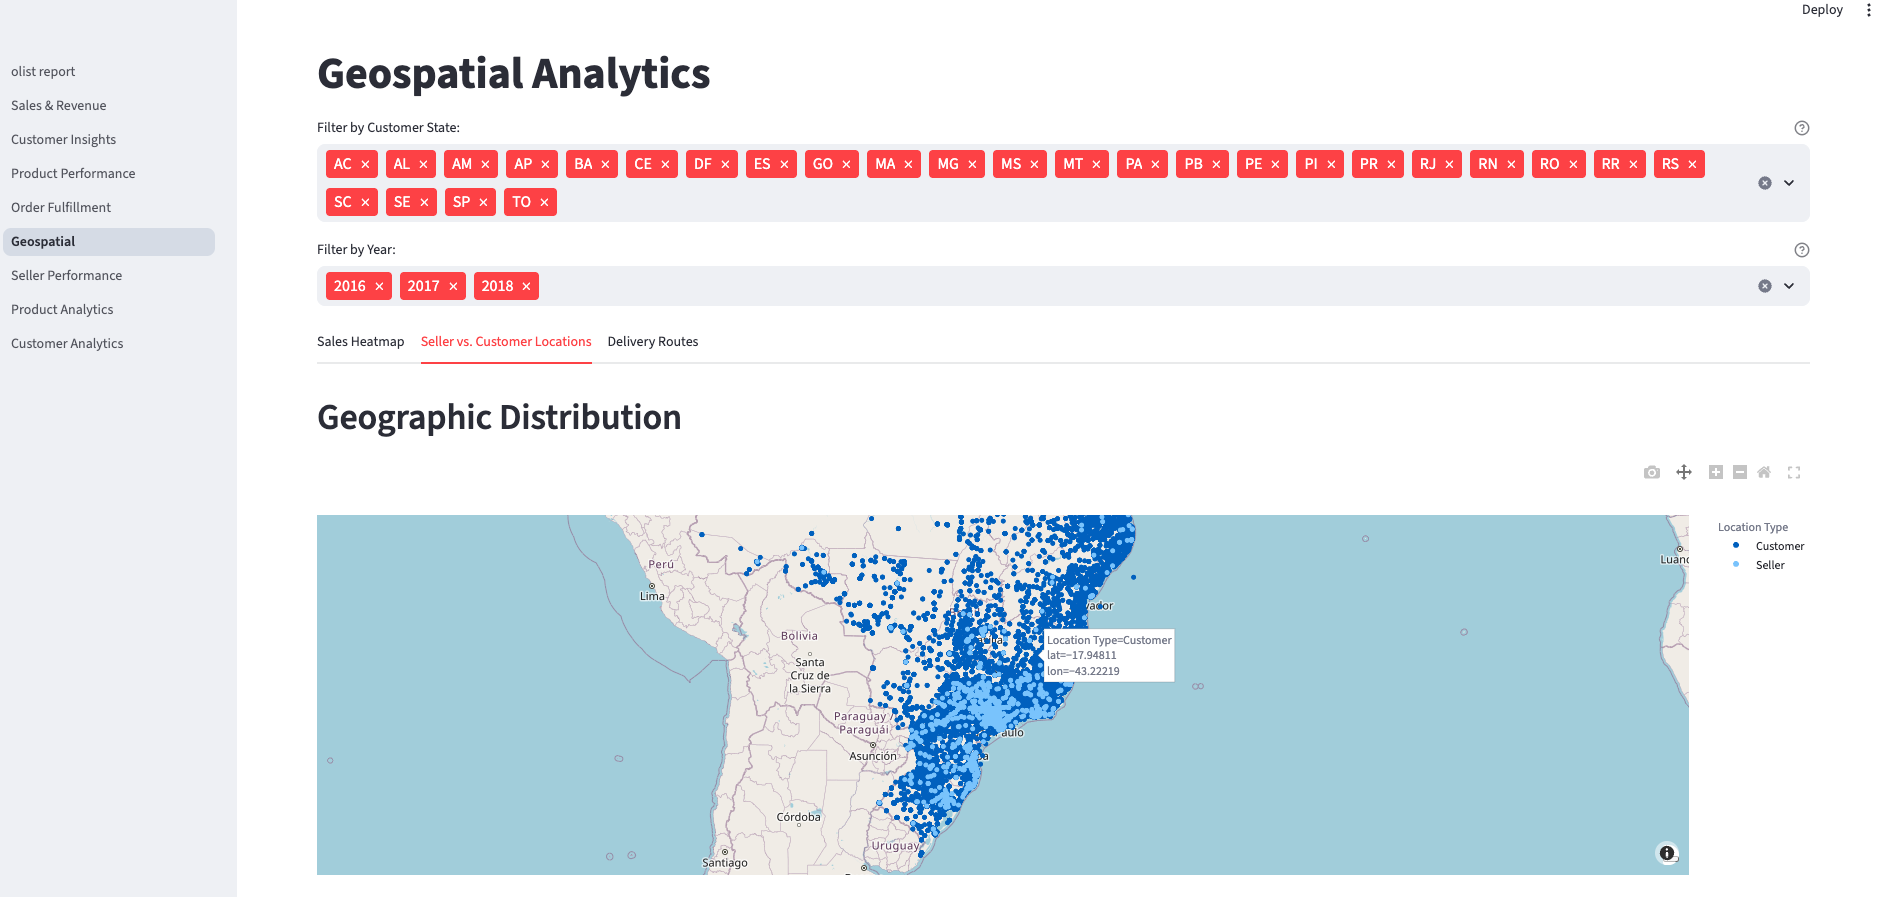 Deploy
olist report
Sales & Revenue
Customer Insights
Product Performance
Order Fulfillment
Geospatial
Seller Performance
Product Analytics
Customer Analytics
Geospatial Analytics
Filter by Customer State:
AC AL AM AP BA CE DF ES GO MA MG MS MT PA PB PE PI PR RJ RN RO RR RS
SC SE SP TO
Filter by Year:
2016 2017 2018
Sales Heatmap Seller vs. Customer Locations Delivery Routes
Geographic Distribution
Location Type
Customer
Seller
Perú
Lima
Luand
vador
Bolivia
Location Type=Customer
lat=−17.94811
lon=−43.22219
Santa
Cruz de
la Sierra
Paraguay /
Paraguái
aulo
Asunción
Córdoba
Uruguay
Santiago